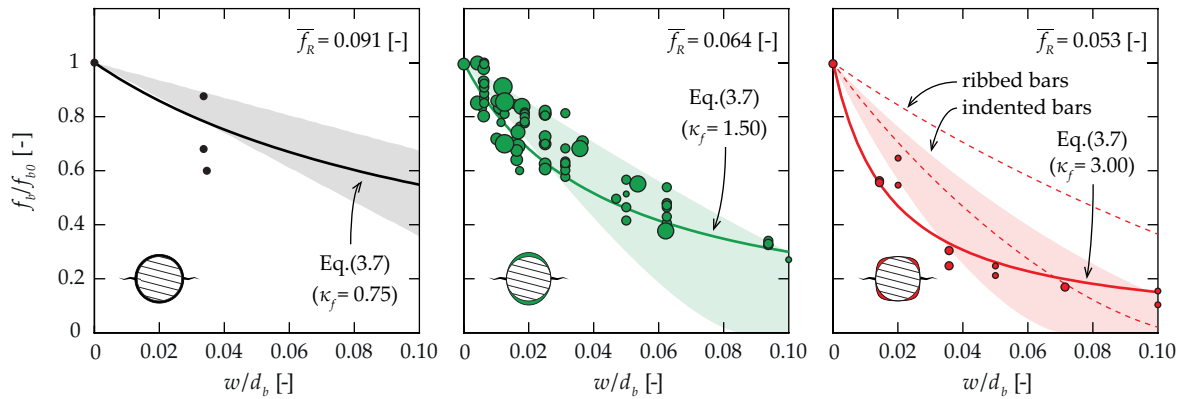 f_R = 0.091 [-]
1
0.8
0.6
0.4
0.2
0
f_b/f_b0 [-]
Eq.(3.7)
(κ_f = 0.75)
0
0.02
0.04
0.06
0.08
0.10
w/d_b [-]
f_R = 0.064 [-]
Eq.(3.7)
(κ_f = 1.50)
0
0.02
0.04
0.06
0.08
0.10
w/d_b [-]
f_R = 0.053 [-]
ribbed bars
indented bars
Eq.(3.7)
(κ_f = 3.00)
0
0.02
0.04
0.06
0.08
0.10
w/d_b [-]